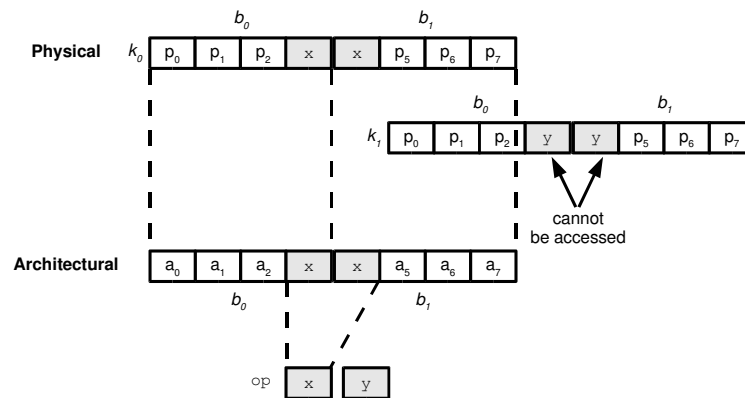 b₀ b₁
Physical k₀ p₀ p₁ p₂ x x p₅ p₆ p₇
b₀ b₁
k₁ p₀ p₁ p₂ y y p₅ p₆ p₇
cannot
be accessed
Architectural a₀ a₁ a₂ x x a₅ a₆ a₇
b₀ b₁
op x y